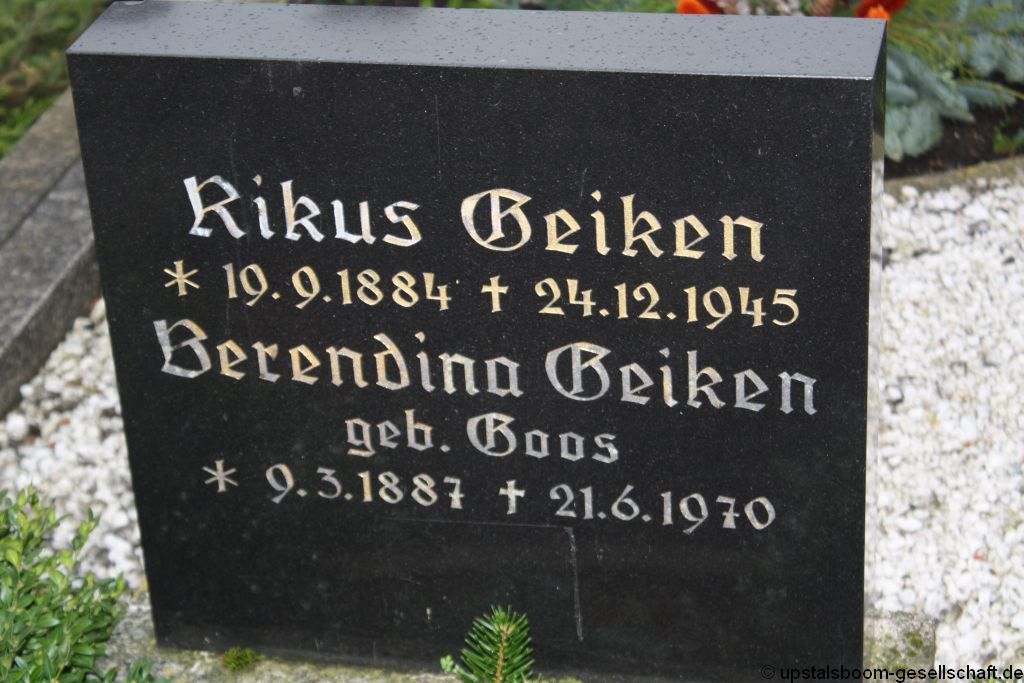 Rikus Geiken
* 19.9.1884 † 24.12.1945
Berendina Geiken
geb. Goos
* 9.3.1887 † 21.6.1970
© upstalsboom-gesellschaft.de